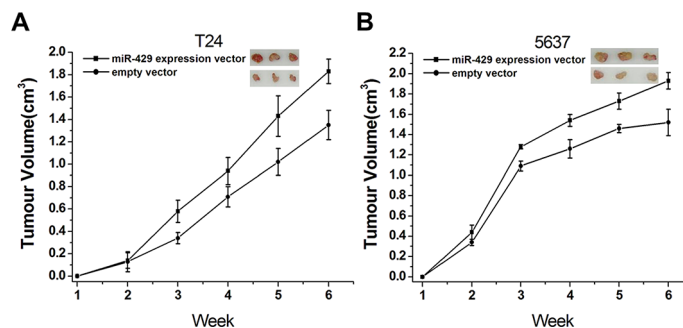 A
T24
Tumour Volume(cm3)
2.0
1.8
1.6
1.4
1.2
1.0
0.8
0.6
0.4
0.2
0.0
miR-429 expression vector
empty vector
1 2 3 4 5 6
Week
B
5637
Tumour Volume(cm3)
2.2
2.0
1.8
1.6
1.4
1.2
1.0
0.8
0.6
0.4
0.2
0.0
miR-429 expression vector
empty vector
1 2 3 4 5 6
Week